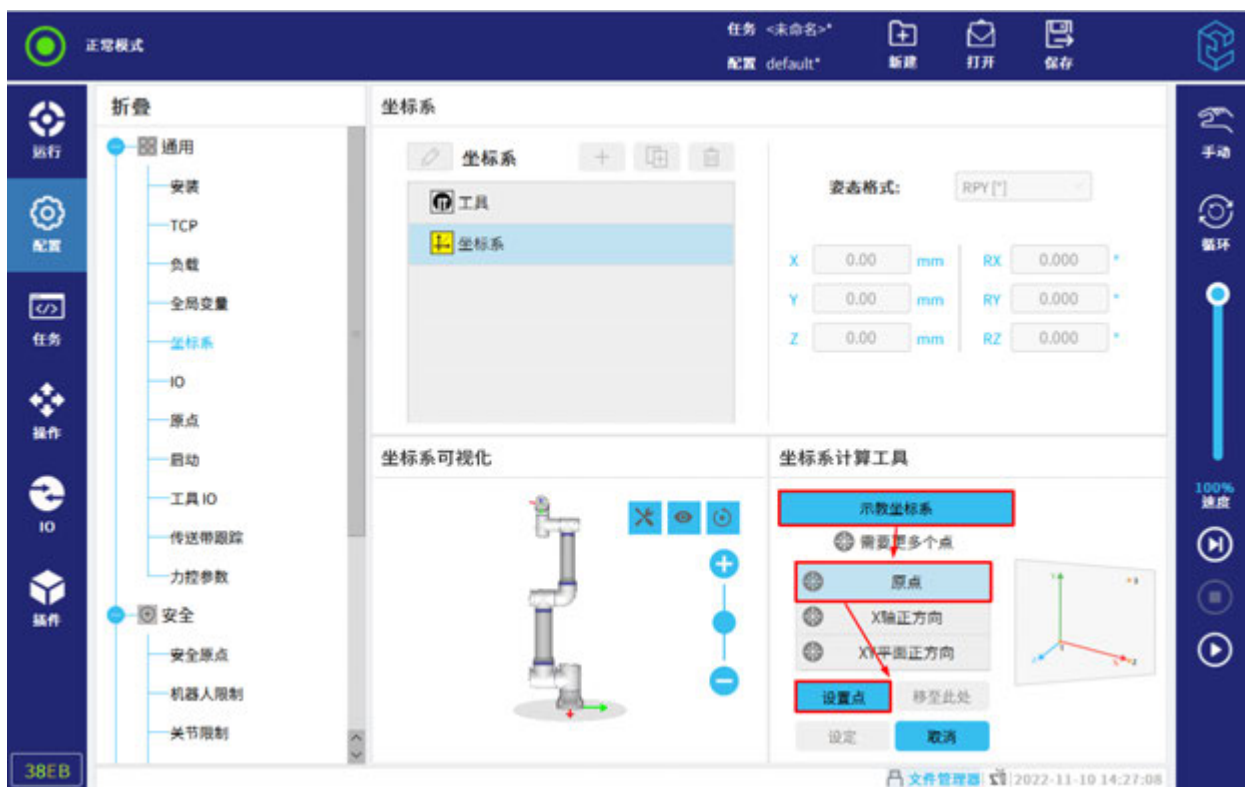 正常模式
任务 <未命名>*
配置 default*
新建
打开
保存
运行
配置
任务
操作
IO
插件
38EB
折叠
通用
安装
TCP
负载
全局变量
坐标系
IO
原点
启动
工具 IO
传送带跟踪
力控参数
安全
安全原点
机器人限制
关节限制
坐标系
坐标系
工具
坐标系
姿态格式: RPY [°]
X 0.00 mm RX 0.000 °
Y 0.00 mm RY 0.000 °
Z 0.00 mm RZ 0.000 °
坐标系可视化
坐标系计算工具
示教坐标系
需要更多个点
原点
X轴正方向
XY平面正方向
设置点 移至此处
设定 取消
手动
循环
100%
速度
文件管理器 2022-11-10 14:27:08